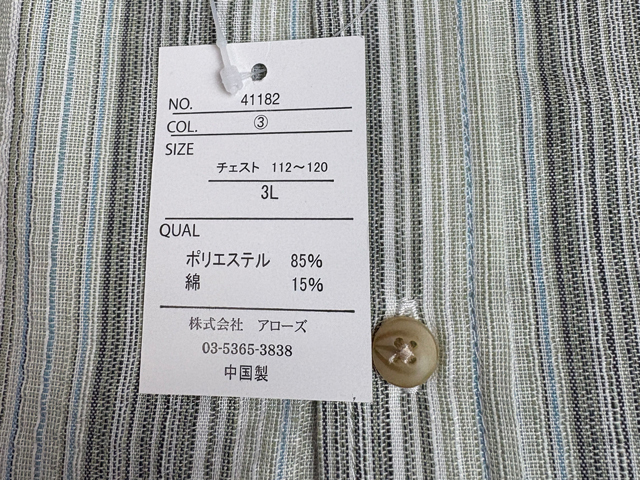 NO. 41182
COL. ③
SIZE
チェスト 112～120
3L
QUAL
ポリエステル 85%
綿 15%
株式会社 アローズ
03-5365-3838
中国製